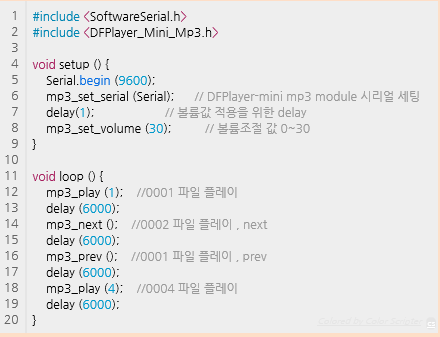 1 #include <SoftwareSerial.h>
2 #include <DFPlayer_Mini_Mp3.h>
3
4 void setup () {
5 Serial.begin (9600);
6 mp3_set_serial (Serial); // DFPlayer-mini mp3 module 시리얼 세팅
7 delay(1); // 볼륨값 적용을 위한 delay
8 mp3_set_volume (30); // 볼륨조절 값 0~30
9 }
10
11 void loop () {
12 mp3_play (1); //0001 파일 플레이
13 delay (6000);
14 mp3_next (); //0002 파일 플레이 , next
15 delay (6000);
16 mp3_prev (); //0001 파일 플레이 , prev
17 delay (6000);
18 mp3_play (4); //0004 파일 플레이
19 delay (6000);
20 }